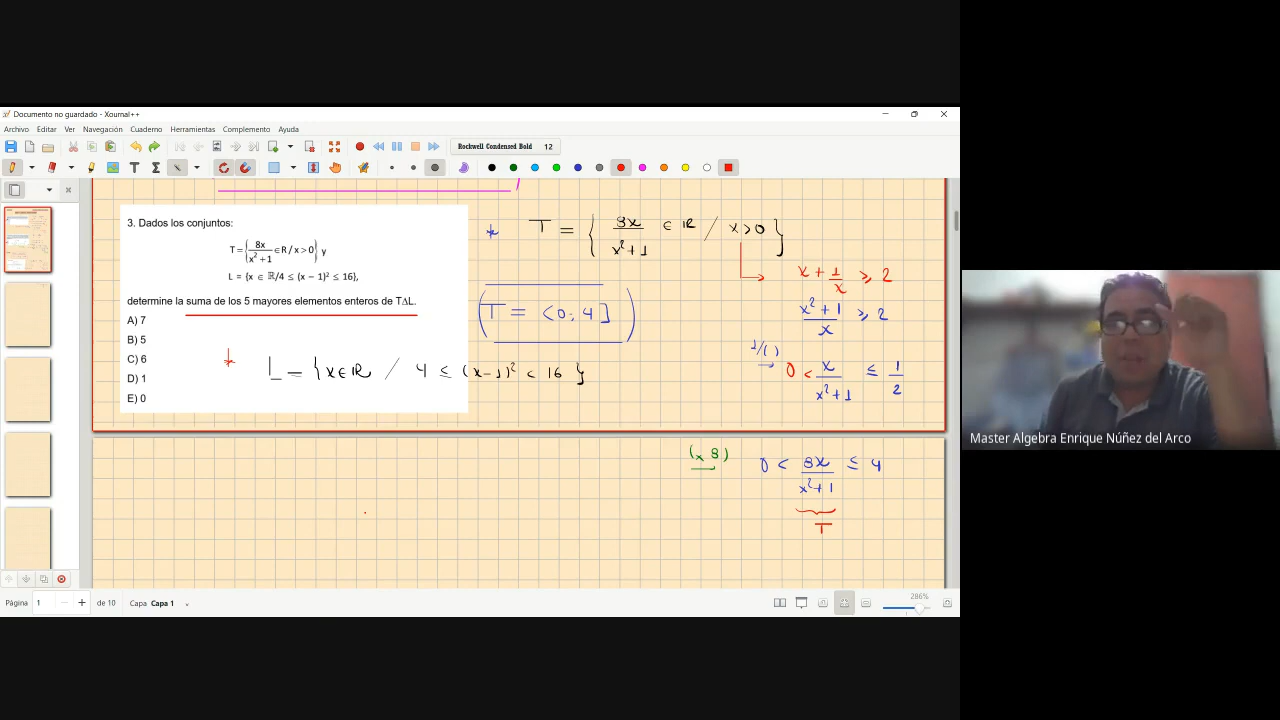 Documento no guardado - Xournal++
Archivo Editar Ver Navegación Cuaderno Herramientas Complemento Ayuda
Rockwell Condensed Bold 12
3. Dados los conjuntos:
T = {8x/(x²+1) ∈ R / x > 0} y
L = {x ∈ ℝ/4 ≤ (x − 1)² ≤ 16},
determine la suma de los 5 mayores elementos enteros de TΔL.
A) 7
B) 5
C) 6
D) 1
E) 0
* T = { 8x/(x²+1) ∈ ℝ / x > 0 }
x + 1/x ≥ 2
(T = <0; 4])
(x²+1)/x ≥ 2
1/( ) → 0 < x/(x²+1) ≤ 1/2
* L = {x ∈ ℝ / 4 ≤ (x-1)² < 16 }
(x 8) 0 < 8x/(x²+1) ≤ 4
T
Página 1 de 10 Capa Capa 1
286%
Master Algebra Enrique Núñez del Arco